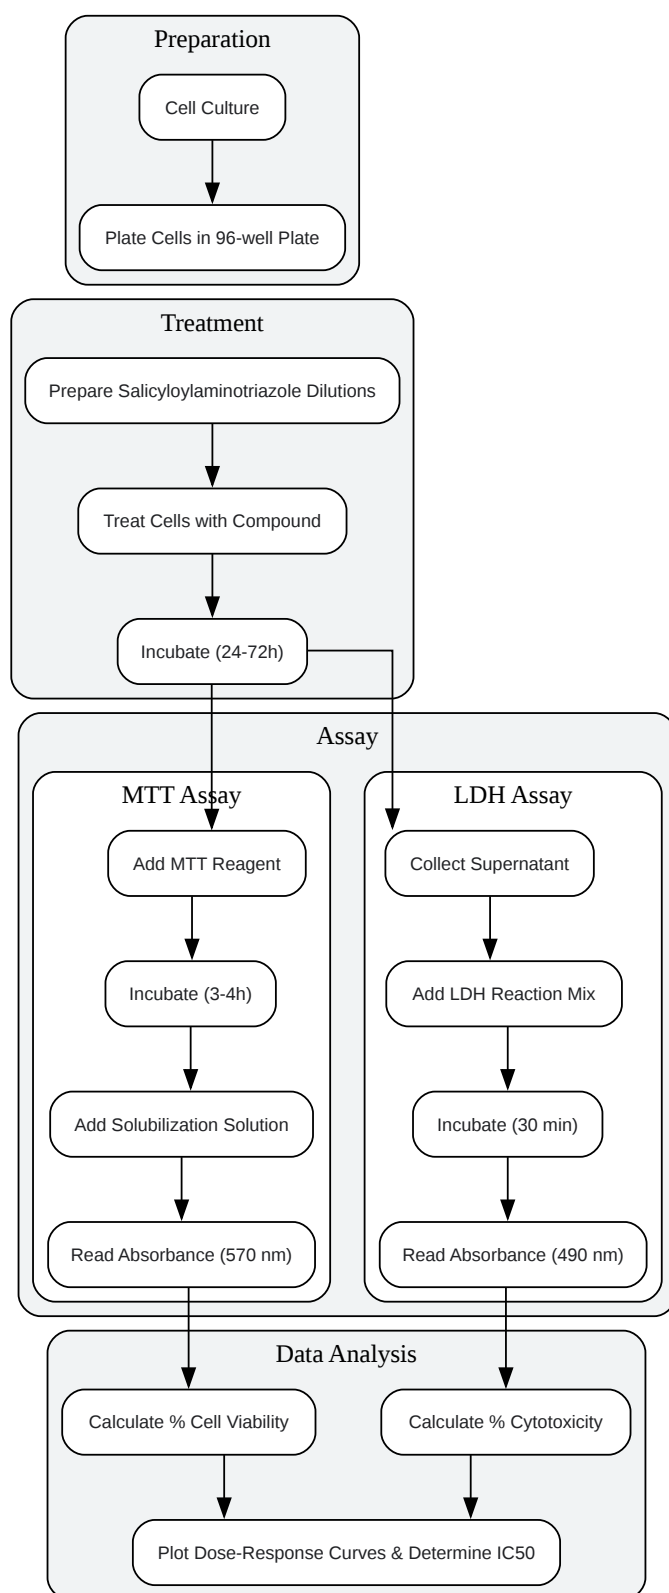 Preparation
Cell Culture
Plate Cells in 96-well Plate
Treatment
Prepare Salicyloylaminotriazole Dilutions
Treat Cells with Compound
Incubate (24-72h)
Assay
MTT Assay
Add MTT Reagent
Incubate (3-4h)
Add Solubilization Solution
Read Absorbance (570 nm)
LDH Assay
Collect Supernatant
Add LDH Reaction Mix
Incubate (30 min)
Read Absorbance (490 nm)
Data Analysis
Calculate % Cell Viability
Calculate % Cytotoxicity
Plot Dose-Response Curves & Determine IC50